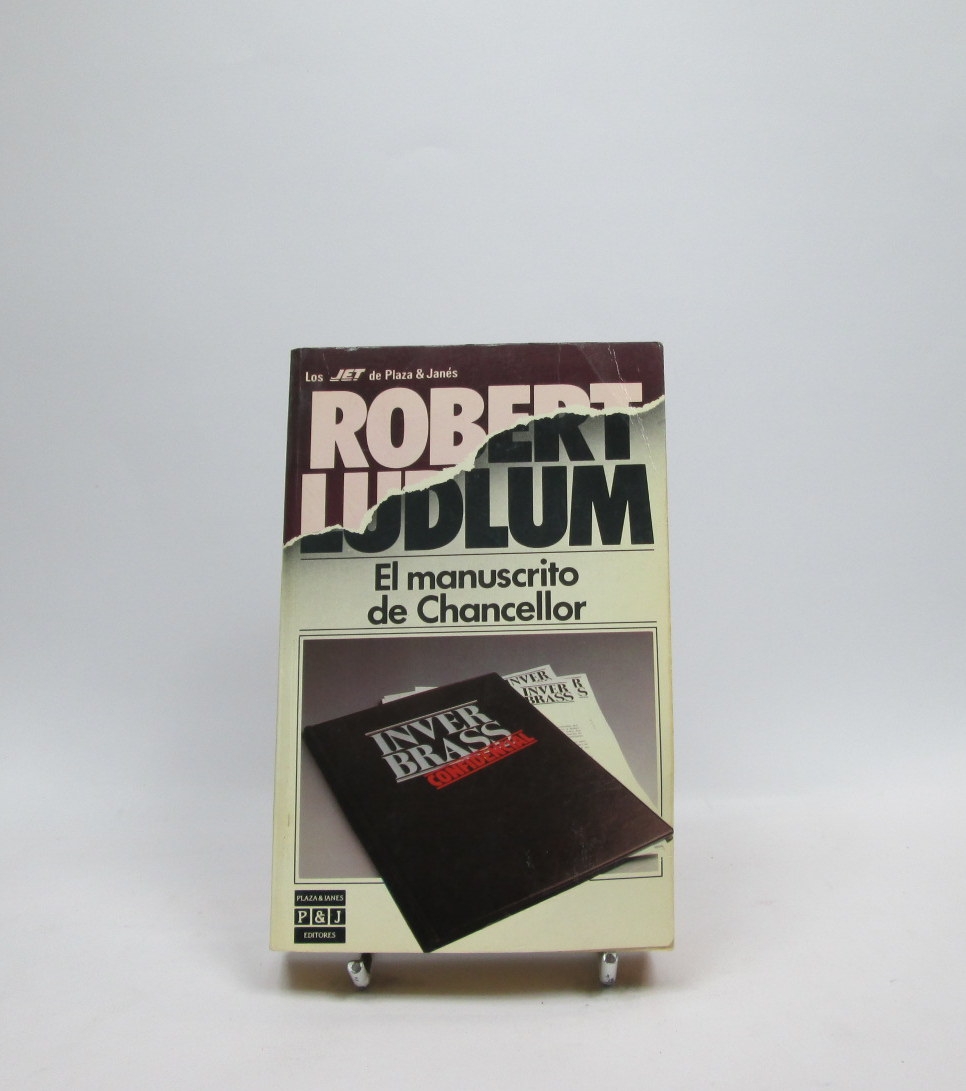 Los JET de Plaza & Janés
ROBERT
LUDLUM
El manuscrito
de Chancellor
INVER
BRASS
CONFIDENCIAL
INVER
INVER R
BRASS S
PLAZA & JANES
P & J
EDITORES